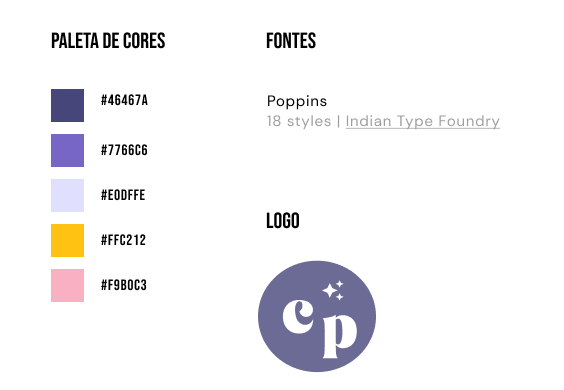 PALETA DE CORES
#46467A
#7766C6
#E0DFFE
#FFC212
#F9B0C3
FONTES
Poppins
18 styles | Indian Type Foundry
LOGO
cp